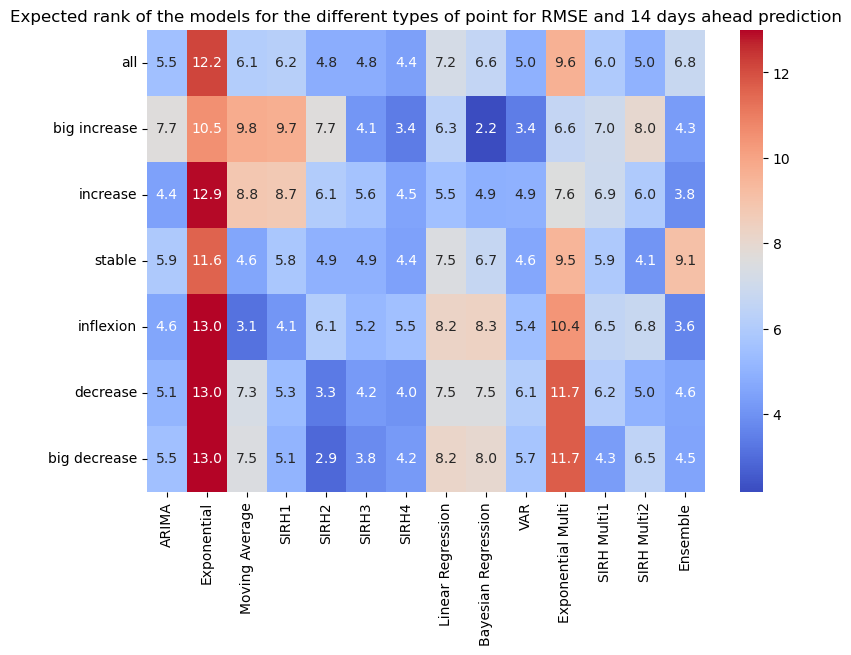 Expected rank of the models for the different types of point for RMSE and 14 days ahead prediction
all 5.5 12.2 6.1 6.2 4.8 4.8 4.4 7.2 6.6 5.0 9.6 6.0 5.0 6.8
big increase 7.7 10.5 9.8 9.7 7.7 4.1 3.4 6.3 2.2 3.4 6.6 7.0 8.0 4.3
increase 4.4 12.9 8.8 8.7 6.1 5.6 4.5 5.5 4.9 4.9 7.6 6.9 6.0 3.8
stable 5.9 11.6 4.6 5.8 4.9 4.9 4.4 7.5 6.7 4.6 9.5 5.9 4.1 9.1
inflexion 4.6 13.0 3.1 4.1 6.1 5.2 5.5 8.2 8.3 5.4 10.4 6.5 6.8 3.6
decrease 5.1 13.0 7.3 5.3 3.3 4.2 4.0 7.5 7.5 6.1 11.7 6.2 5.0 4.6
big decrease 5.5 13.0 7.5 5.1 2.9 3.8 4.2 8.2 8.0 5.7 11.7 4.3 6.5 4.5
ARIMA
Exponential
Moving Average
SIRH1
SIRH2
SIRH3
SIRH4
Linear Regression
Bayesian Regression
VAR
Exponential Multi
SIRH Multi1
SIRH Multi2
Ensemble
12
10
8
6
4